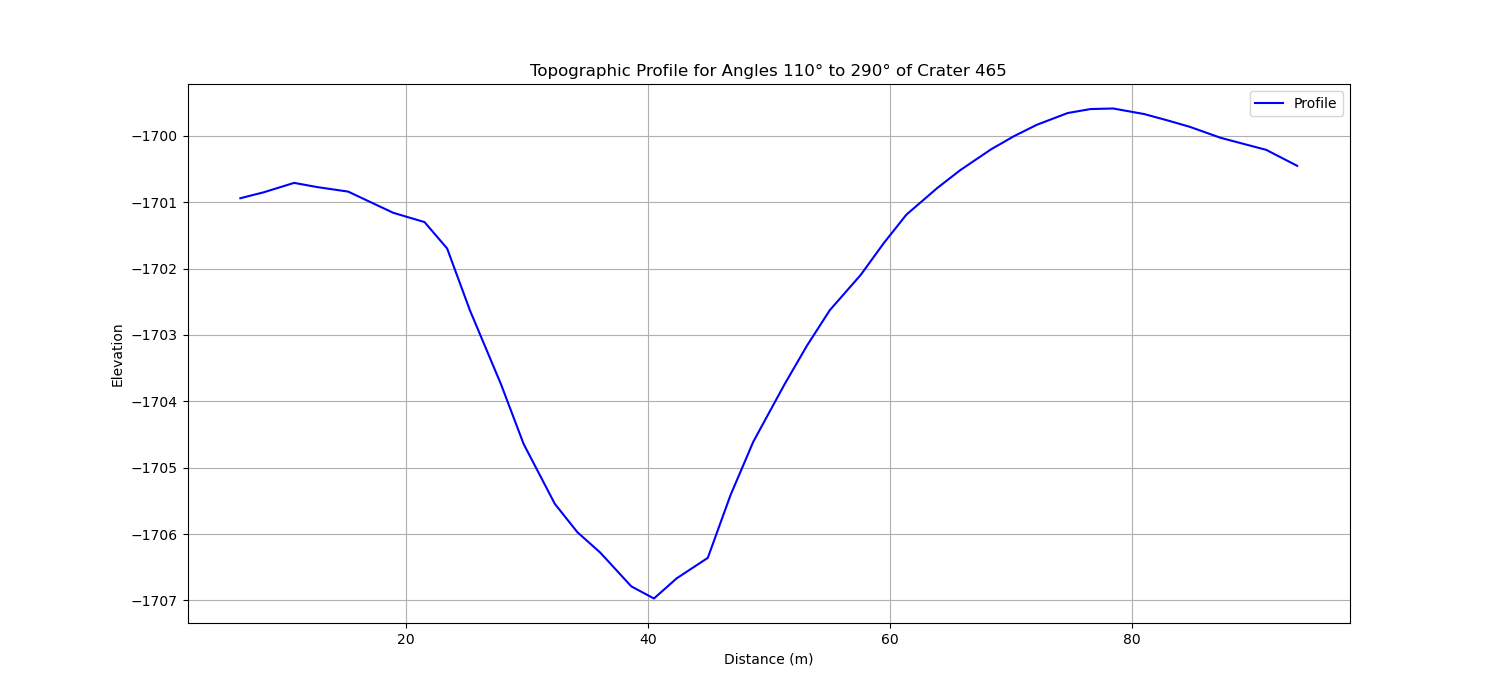 Topographic Profile for Angles 110° to 290° of Crater 465
Profile
Elevation
−1700
−1701
−1702
−1703
−1704
−1705
−1706
−1707
20 40 60 80
Distance (m)